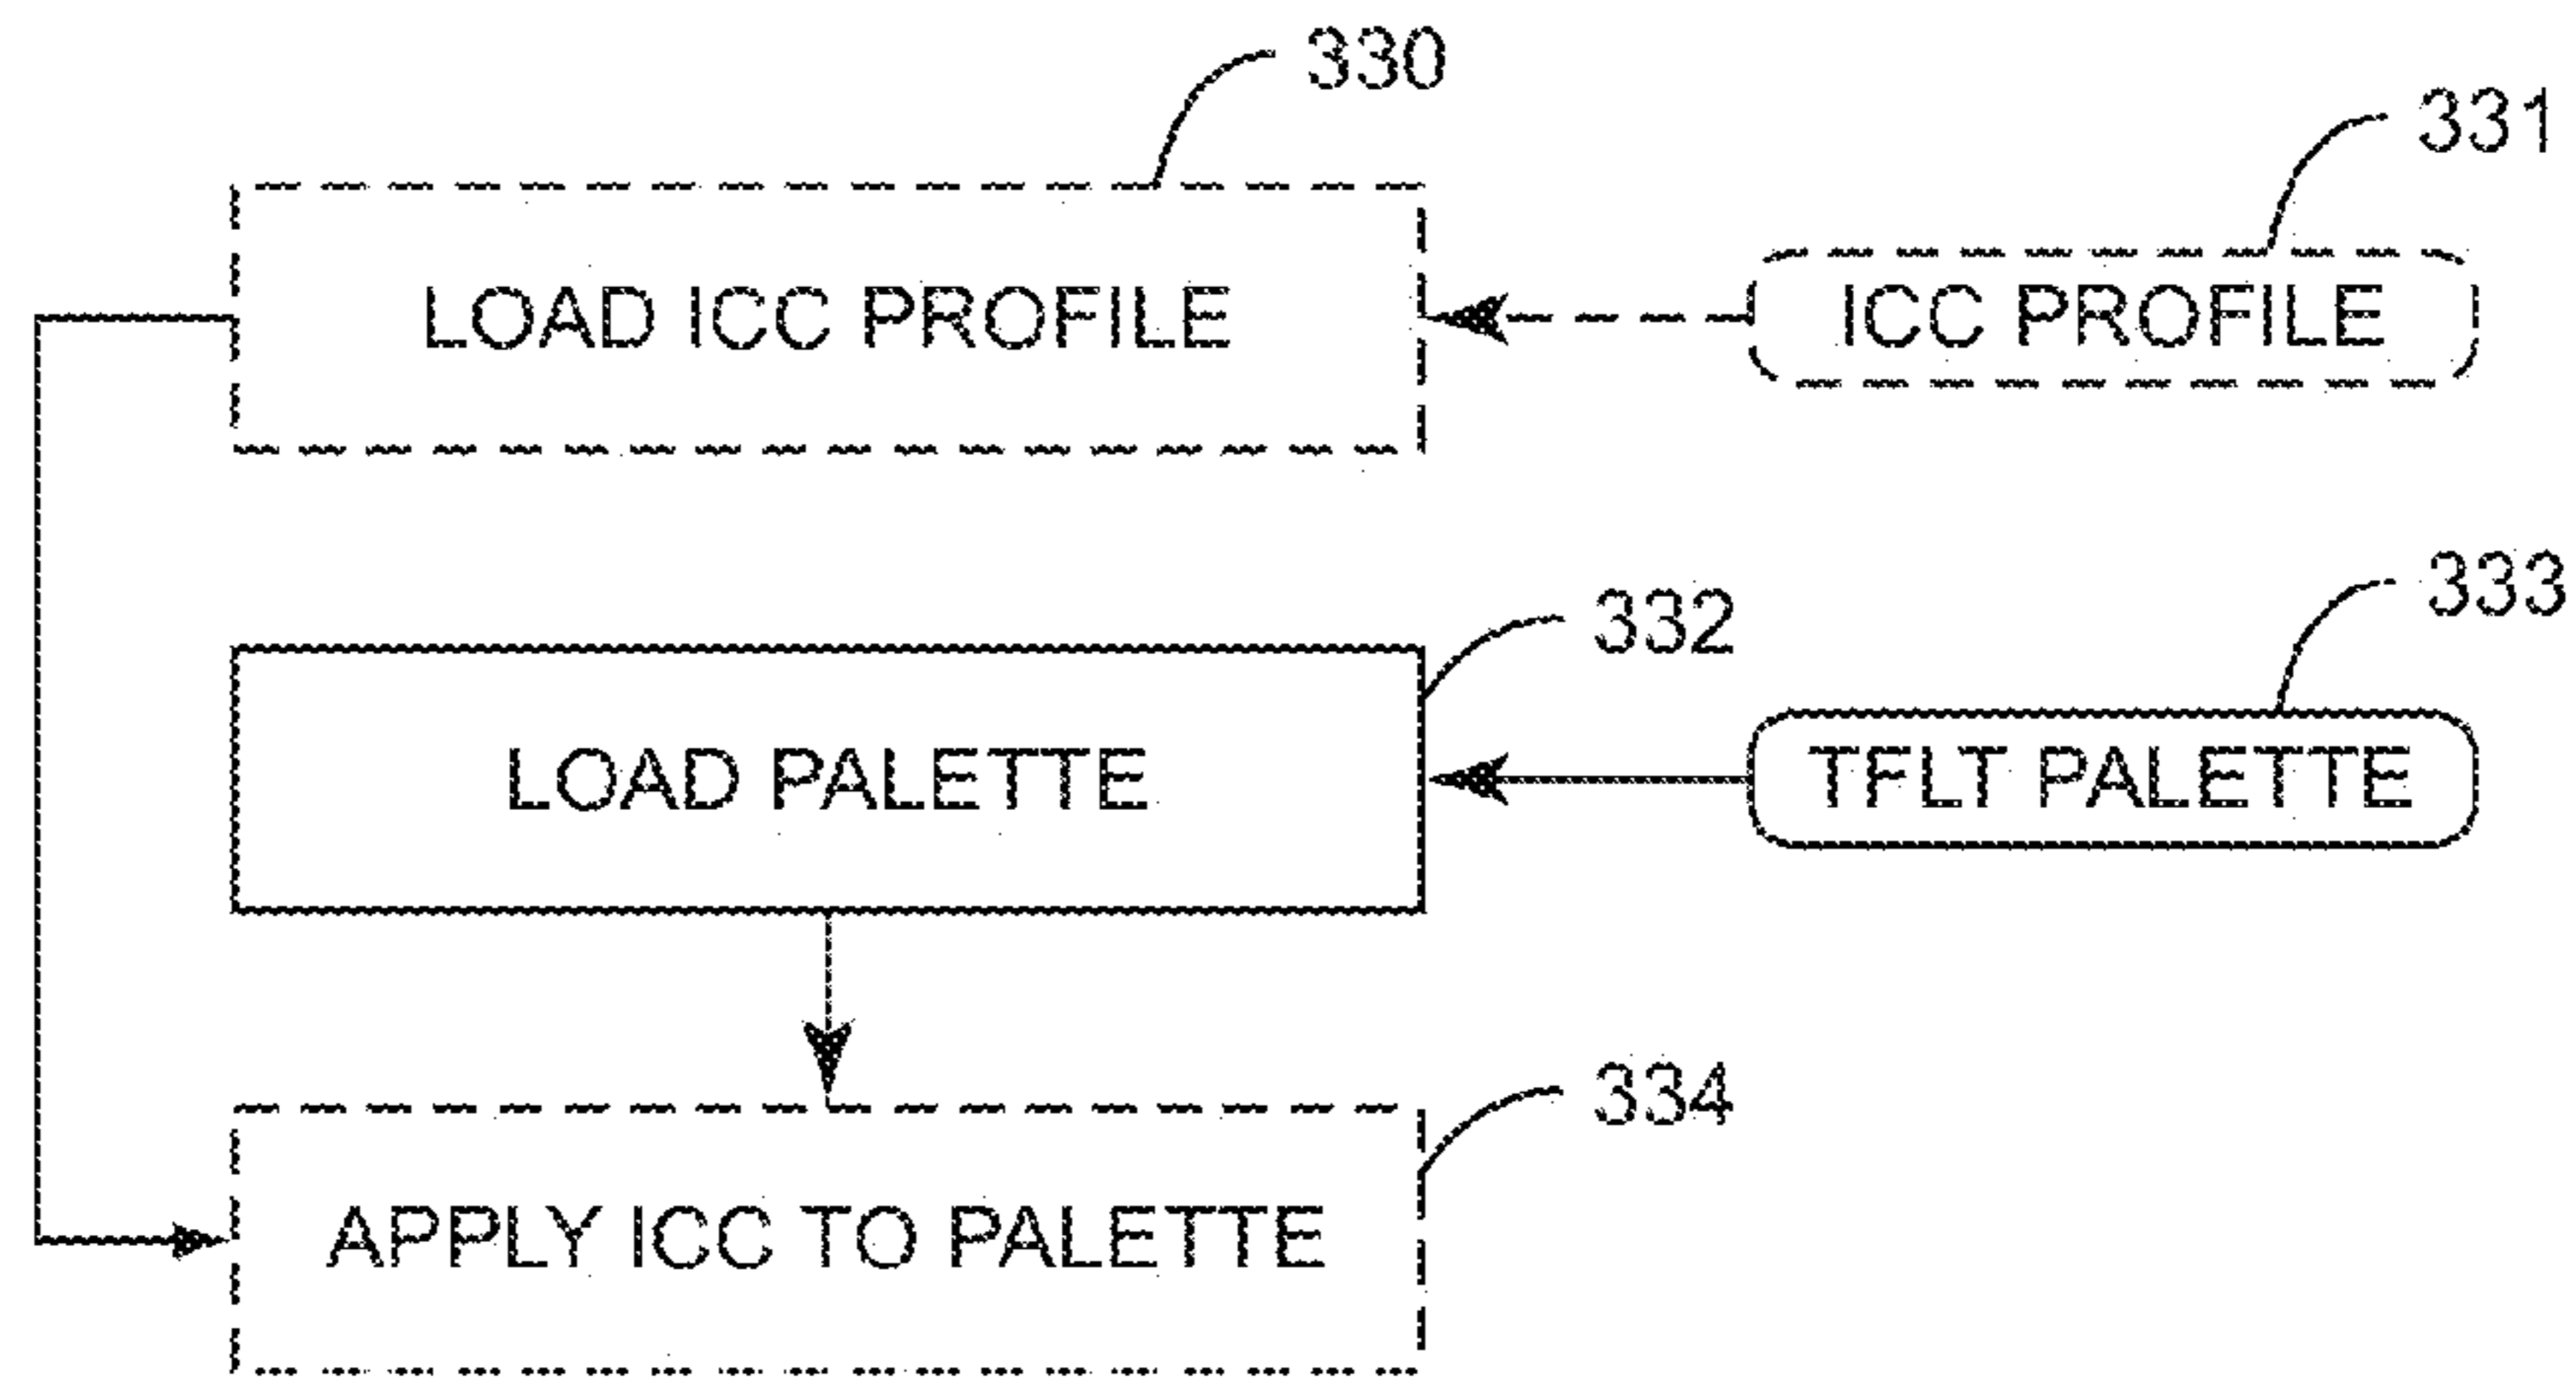 330
331
LOAD ICC PROFILE
ICC PROFILE
332
333
LOAD PALETTE
TFLT PALETTE
334
APPLY ICC TO PALETTE